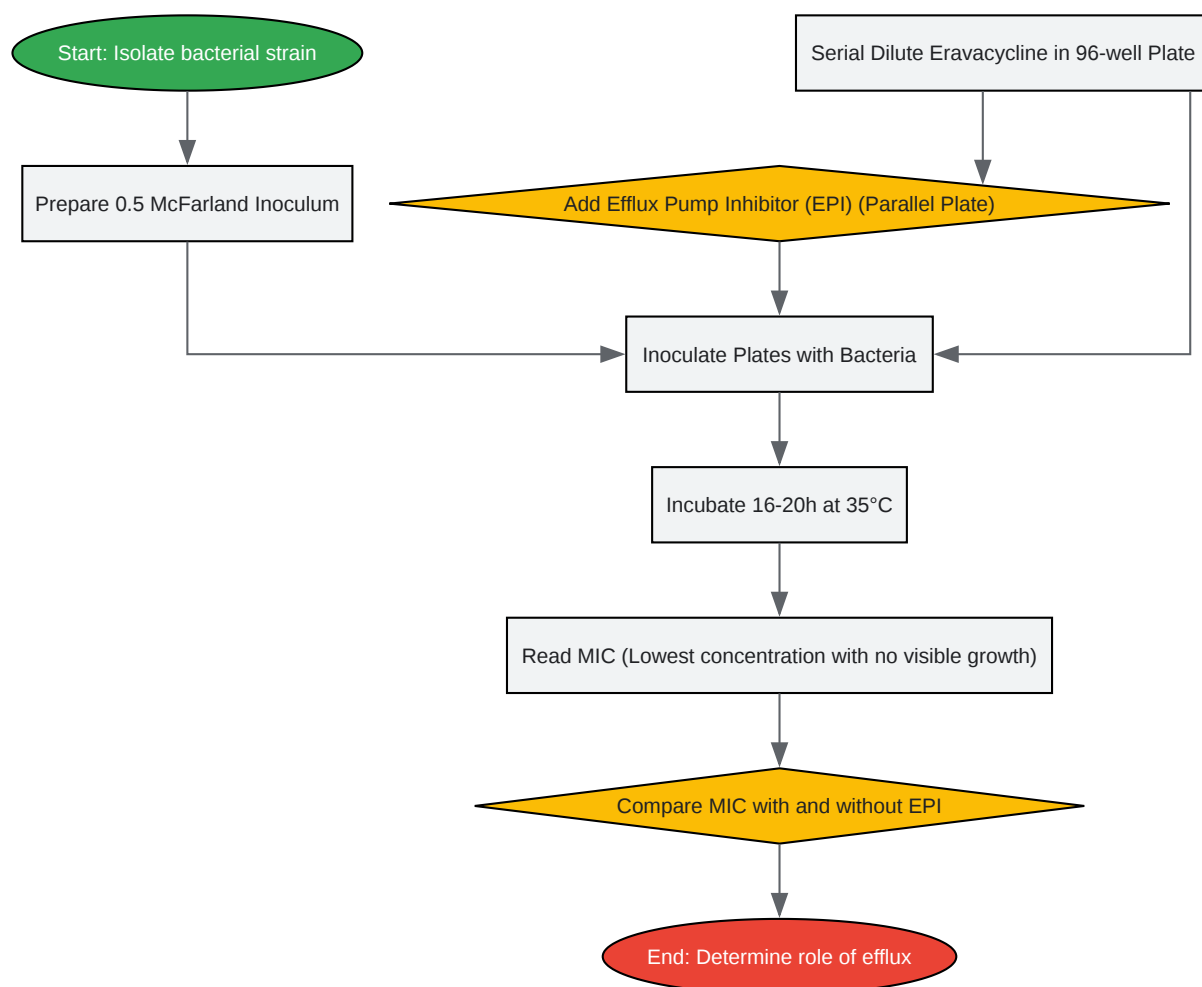 Start: Isolate bacterial strain
Serial Dilute Eravacycline in 96-well Plate
Prepare 0.5 McFarland Inoculum
Add Efflux Pump Inhibitor (EPI) (Parallel Plate)
Inoculate Plates with Bacteria
Incubate 16-20h at 35°C
Read MIC (Lowest concentration with no visible growth)
Compare MIC with and without EPI
End: Determine role of efflux